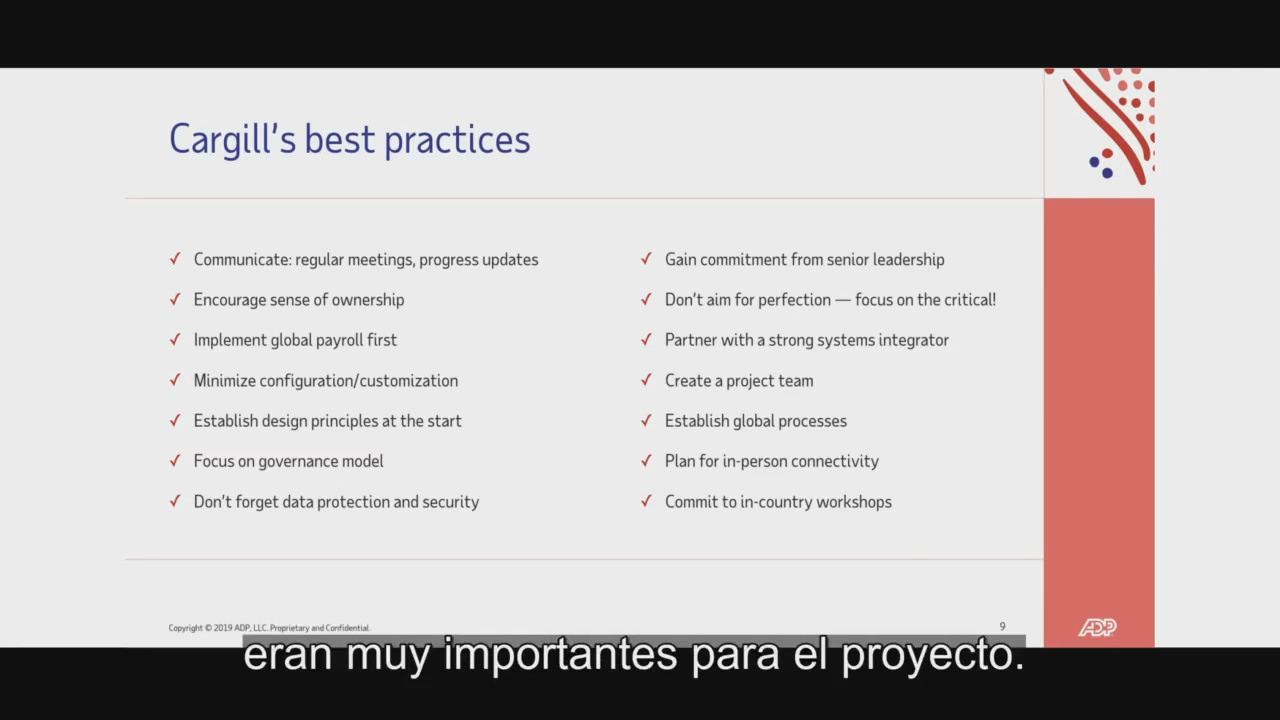 Cargill's best practices
✓ Communicate: regular meetings, progress updates
✓ Encourage sense of ownership
✓ Implement global payroll first
✓ Minimize configuration/customization
✓ Establish design principles at the start
✓ Focus on governance model
✓ Don't forget data protection and security
✓ Gain commitment from senior leadership
✓ Don't aim for perfection — focus on the critical!
✓ Partner with a strong systems integrator
✓ Create a project team
✓ Establish global processes
✓ Plan for in-person connectivity
✓ Commit to in-country workshops
Copyright © 2019 ADP, LLC. Proprietary and Confidential.
9
ADP
eran muy importantes para el proyecto.